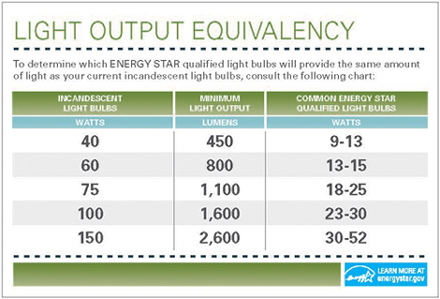 LIGHT OUTPUT EQUIVALENCY
To determine which ENERGY STAR qualified light bulbs will provide the same amount
of light as your current incandescent light bulbs, consult the following chart:
INCANDESCENT MINIMUM COMMON ENERGY STAR
LIGHT BULBS LIGHT OUTPUT QUALIFIED LIGHT BULBS
WATTS LUMENS WATTS
40 450 9-13
60 800 13-15
75 1,100 18-25
100 1,600 23-30
150 2,600 30-52
LEARN MORE AT
energystar.gov